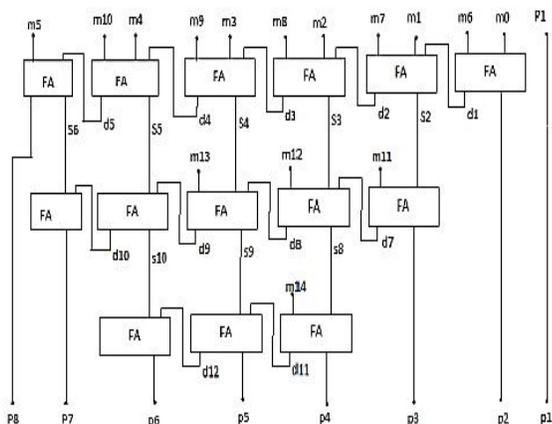 m5 m10 m4 m9 m3 m8 m2 m7 m1 m6 m0 P1
FA FA FA FA FA FA
d5 d4 d3 d2 d1
S6 S5 S4 S3 S2
m13 m12 m11
FA FA FA FA FA
d10 d9 d8 d7
s10 s9 s8
m14
FA FA FA
d12 d11
P8 P7 p6 p5 p4 p3 p2 p1